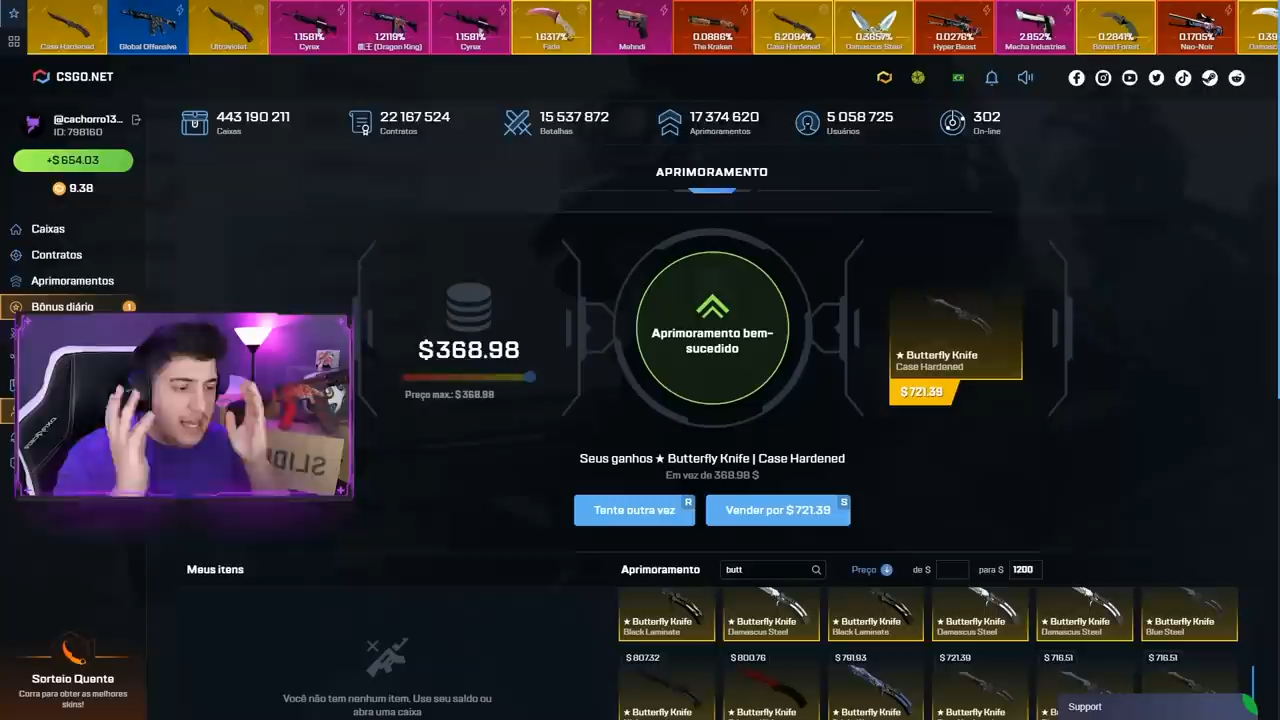 Case Hardened
Global Offensive
Ultraviolet
1.1581%
Cyrex
1.2119%
(Dragon King)
1.1581%
Cyrex
1.6317%
Fade
Mehndi
0.0886%
The Kraken
6.2094%
Case Hardened
0.3657%
Damascus Steel
0.0276%
Hyper Beast
2.852%
Mecha Industries
0.2841%
Boreal Forest
0.1705%
Neo-Noir
CSGO.NET
@cachorro13...
ID: 798160
+$ 654.03
9.38
443 190 211
Caixas
22 167 524
Contratos
15 537 872
Batalhas
17 374 620
Aprimoramentos
5 058 725
Usuários
302
On-line
Caixas
Contratos
Aprimoramentos
Bônus diário
1
APRIMORAMENTO
$368.98
Preço max.: $ 368.98
Aprimoramento bem-
sucedido
★ Butterfly Knife
Case Hardened
$ 721.39
Seus ganhos ★ Butterfly Knife | Case Hardened
Em vez de 368.98 $
Tente outra vez
R
Vender por $ 721.39
S
Meus itens
Você não tem nenhum item. Use seu saldo ou
abra uma caixa
Aprimoramento
butt
Preço
de $
para $
1200
★ Butterfly Knife
Black Laminate
★ Butterfly Knife
Damascus Steel
★ Butterfly Knife
Black Laminate
★ Butterfly Knife
Damascus Steel
★ Butterfly Knife
Damascus Steel
★ Butterfly Knife
Blue Steel
$ 807.32
$ 800.76
$ 791.93
$ 721.39
$ 716.51
$ 716.51
★ Butterfly Knife
★ Butterfly Knife
★ Butterfly Knife
★ Butterfly Knife
Support
Sorteio Quente
Corra para obter as melhores
skins!